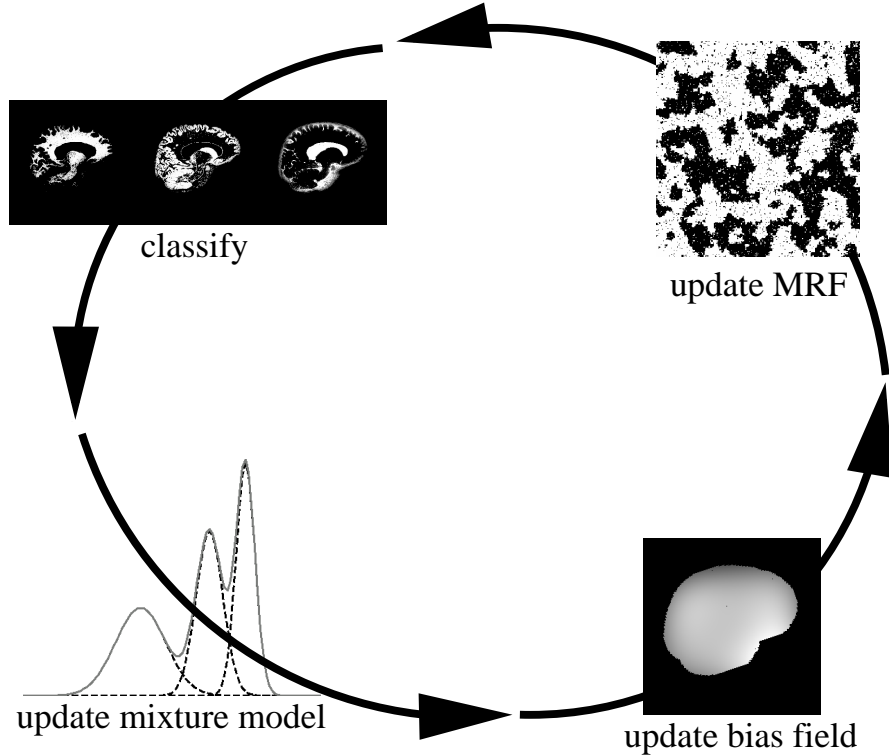 classify
update MRF
update mixture model
update bias field